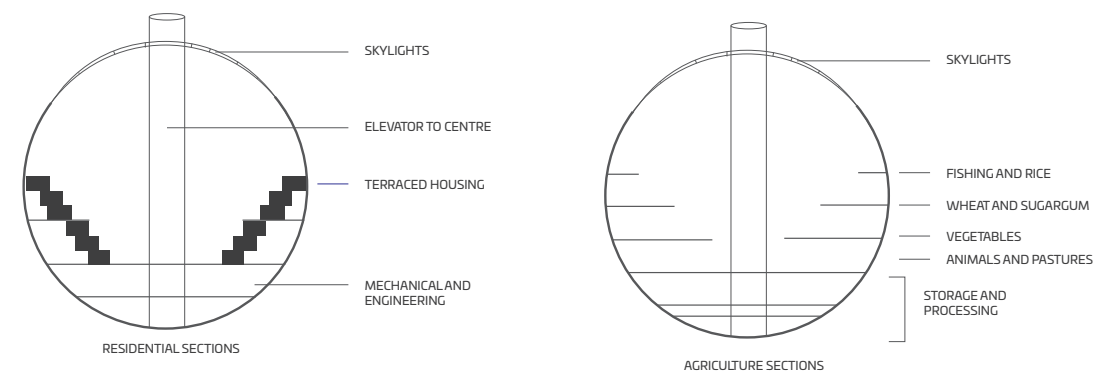 SKYLIGHTS
ELEVATOR TO CENTRE
TERRACED HOUSING
MECHANICAL AND
ENGINEERING
RESIDENTIAL SECTIONS
SKYLIGHTS
FISHING AND RICE
WHEAT AND SUGARGUM
VEGETABLES
ANIMALS AND PASTURES
STORAGE AND
PROCESSING
AGRICULTURE SECTIONS